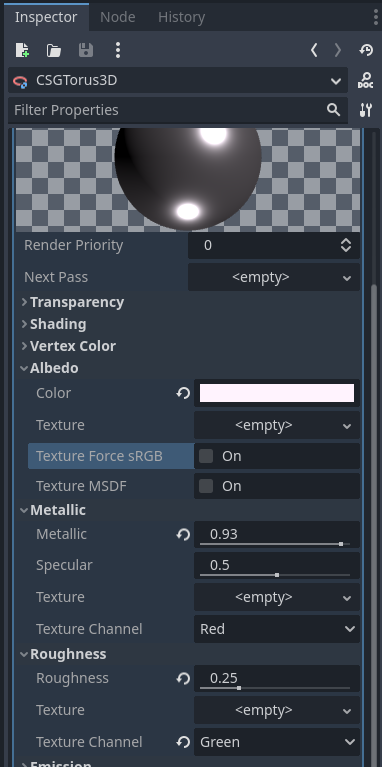 Inspector Node History
CSGTorus3D DOC
Filter Properties
Render Priority 0
Next Pass <empty>
Transparency
Shading
Vertex Color
Albedo
Color
Texture <empty>
Texture Force sRGB On
Texture MSDF On
Metallic
Metallic 0.93
Specular 0.5
Texture <empty>
Texture Channel Red
Roughness
Roughness 0.25
Texture <empty>
Texture Channel Green
Emission